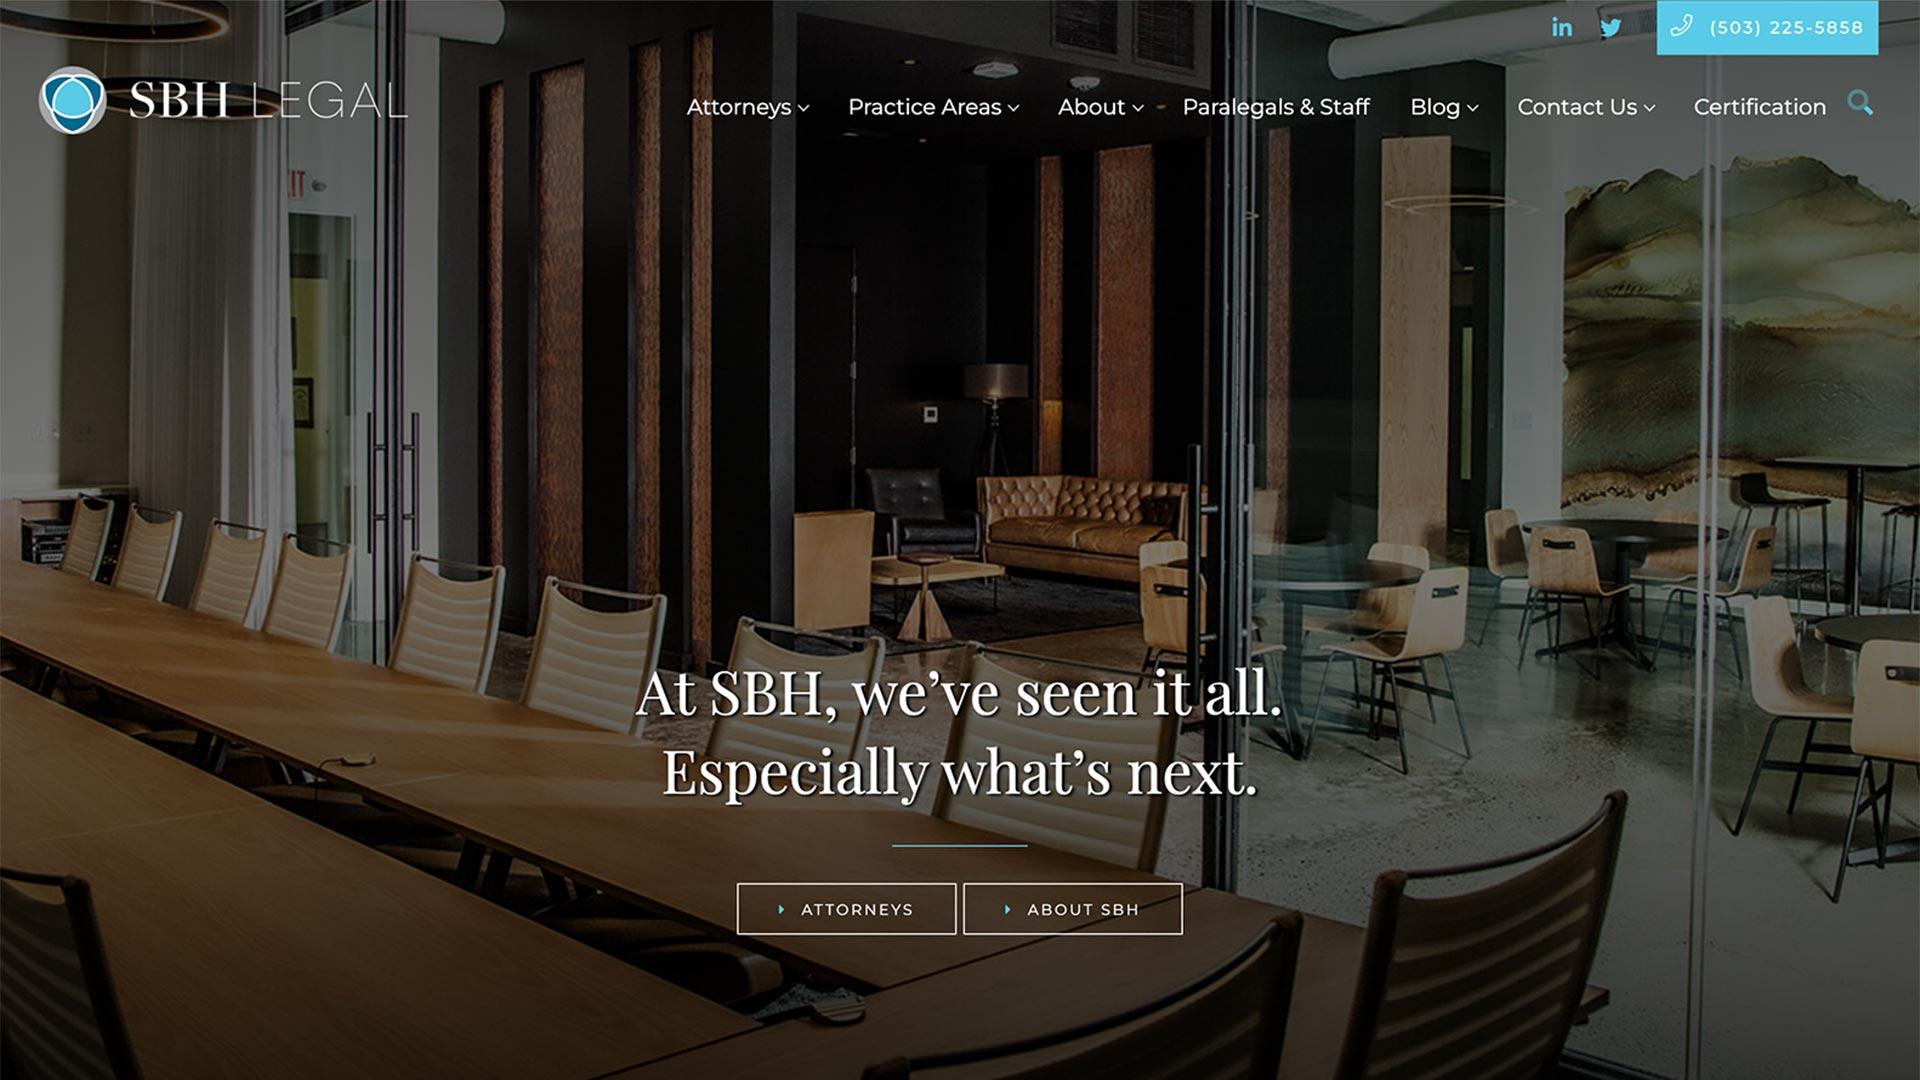 in
(503) 225-5858
SBH LEGAL
Attorneys
Practice Areas
About
Paralegals & Staff
Blog
Contact Us
Certification
At SBH, we’ve seen it all.
Especially what’s next.
ATTORNEYS
ABOUT SBH